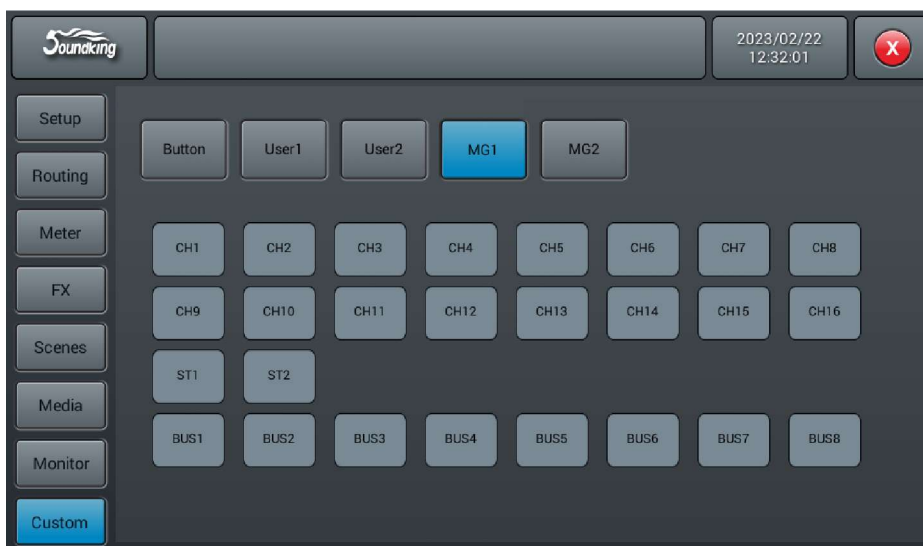 Soundking
2023/02/22
12:32:01
X
Setup
Routing
Meter
FX
Scenes
Media
Monitor
Custom
Button User1 User2 MG1 MG2
CH1 CH2 CH3 CH4 CH5 CH6 CH7 CH8
CH9 CH10 CH11 CH12 CH13 CH14 CH15 CH16
ST1 ST2
BUS1 BUS2 BUS3 BUS4 BUS5 BUS6 BUS7 BUS8